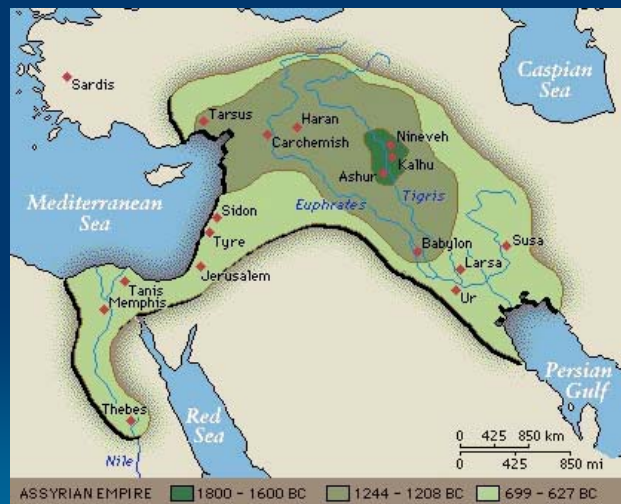 Caspian
Sea
Sardis
Tarsus
Haran
Carchemish
Nineveh
Kalhu
Ashur
Mediterranean
Sea
Euphrates
Tigris
Sidon
Tyre
Jerusalem
Babylon
Susa
Larsa
Ur
Tanis
Memphis
Thebes
Nile
Red
Sea
Persian
Gulf
0 425 850 km
0 425 850 mi
ASSYRIAN EMPIRE 1800 - 1600 BC 1244 - 1208 BC 699 - 627 BC